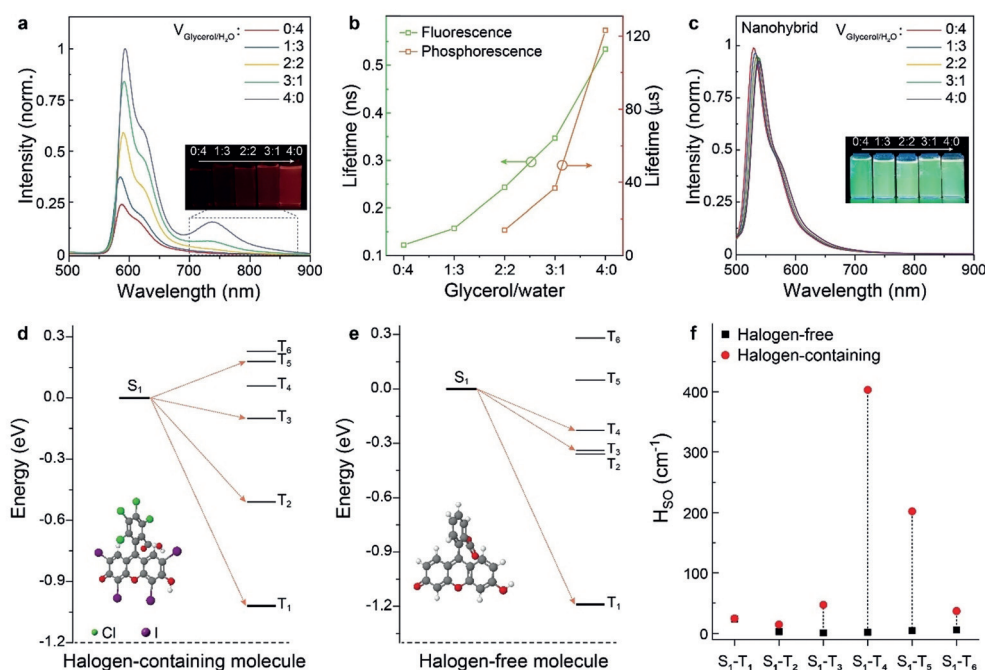 a
V Glycerol/H₂O :
0:4
1:3
2:2
3:1
4:0
0:4 1:3 2:2 3:1 4:0
Intensity (norm.)
1
0.75
0.5
0.25
0
500 600 700 800 900
Wavelength (nm)
b
Fluorescence
Phosphorescence
Lifetime (ns)
0.5
0.4
0.3
0.2
0.1
Lifetime (μs)
120
80
40
0
0:4 1:3 2:2 3:1 4:0
Glycerol/water
c
Nanohybrid
V Glycerol/H₂O :
0:4
1:3
2:2
3:1
4:0
0:4 1:3 2:2 3:1 4:0
Intensity (norm.)
1
0.75
0.5
0.25
0
500 600 700 800 900
Wavelength (nm)
d
Energy (eV)
0.3
0.0
-0.3
-0.6
-0.9
-1.2
S₁
T₆
T₅
T₄
T₃
T₂
T₁
Cl I
Halogen-containing molecule
e
Energy (eV)
0.3
0.0
-0.3
-0.6
-0.9
-1.2
S₁
T₆
T₅
T₄
T₃
T₂
T₁
Halogen-free molecule
f
Halogen-free
Halogen-containing
H_SO (cm⁻¹)
400
300
200
100
0
S₁-T₁ S₁-T₂ S₁-T₃ S₁-T₄ S₁-T₅ S₁-T₆